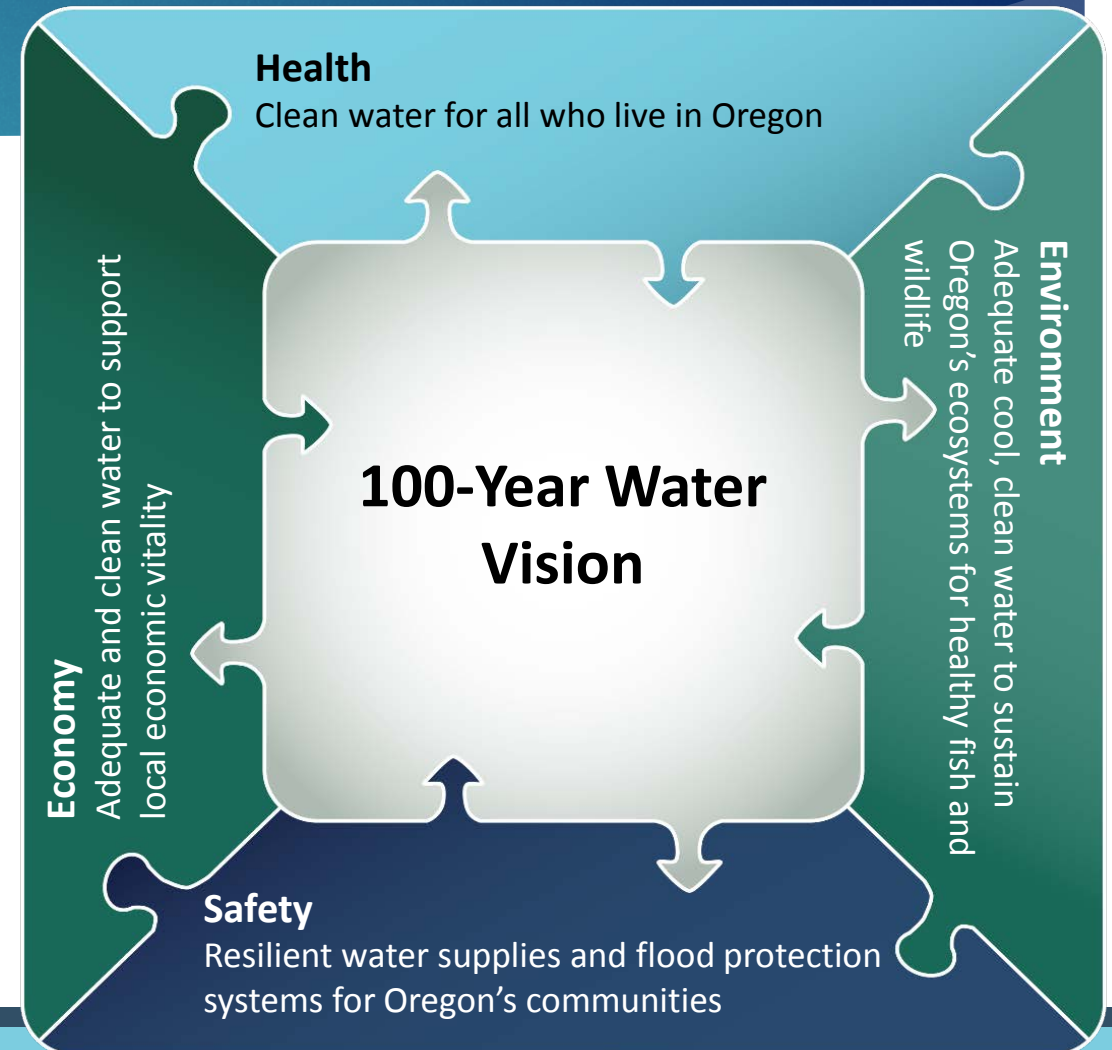 Health
Clean water for all who live in Oregon
Environment
Adequate cool, clean water to sustain
Oregon’s ecosystems for healthy fish and
wildlife
100-Year Water
Vision
Economy
Adequate and clean water to support
local economic vitality
Safety
Resilient water supplies and flood protection
systems for Oregon’s communities